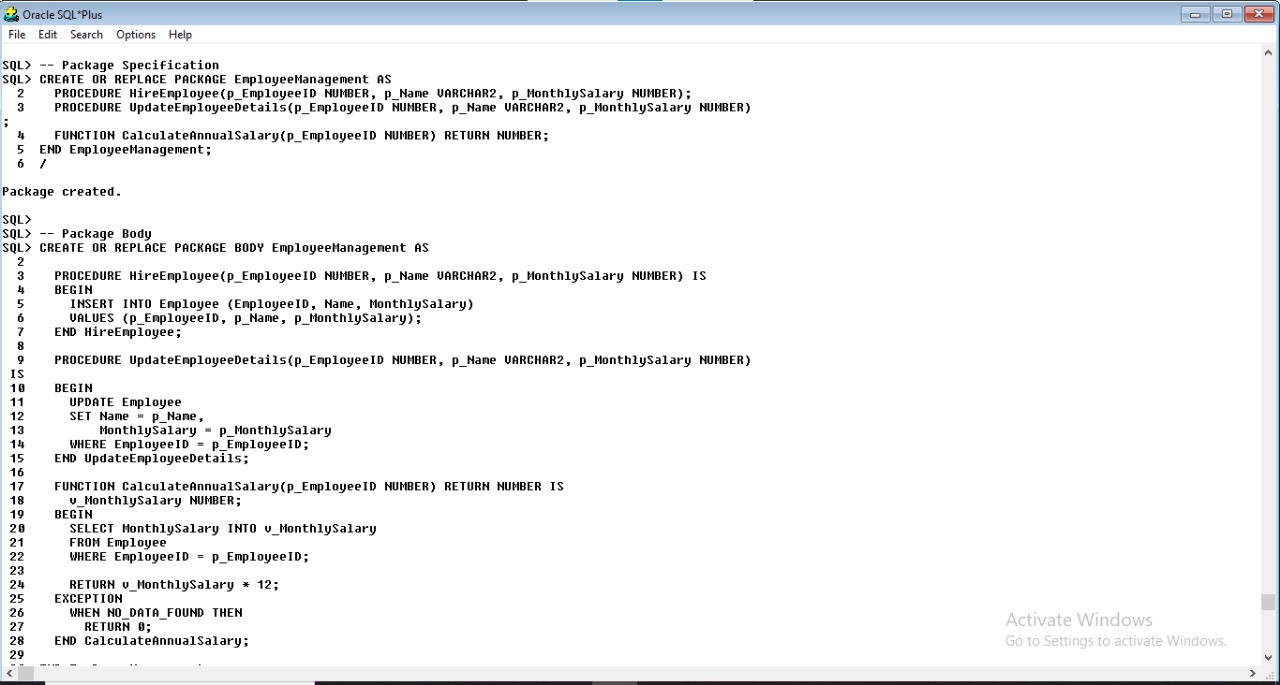 Oracle SQL*Plus
File Edit Search Options Help
SQL> -- Package Specification
SQL> CREATE OR REPLACE PACKAGE EmployeeManagement AS
  2    PROCEDURE HireEmployee(p_EmployeeID NUMBER, p_Name VARCHAR2, p_MonthlySalary NUMBER);
  3    PROCEDURE UpdateEmployeeDetails(p_EmployeeID NUMBER, p_Name VARCHAR2, p_MonthlySalary NUMBER)
;
  4    FUNCTION CalculateAnnualSalary(p_EmployeeID NUMBER) RETURN NUMBER;
  5  END EmployeeManagement;
  6  /
Package created.
SQL>
SQL> -- Package Body
SQL> CREATE OR REPLACE PACKAGE BODY EmployeeManagement AS
  2
  3    PROCEDURE HireEmployee(p_EmployeeID NUMBER, p_Name VARCHAR2, p_MonthlySalary NUMBER) IS
  4    BEGIN
  5      INSERT INTO Employee (EmployeeID, Name, MonthlySalary)
  6      VALUES (p_EmployeeID, p_Name, p_MonthlySalary);
  7    END HireEmployee;
  8
  9    PROCEDURE UpdateEmployeeDetails(p_EmployeeID NUMBER, p_Name VARCHAR2, p_MonthlySalary NUMBER)
 IS
 10    BEGIN
 11      UPDATE Employee
 12      SET Name = p_Name,
 13          MonthlySalary = p_MonthlySalary
 14      WHERE EmployeeID = p_EmployeeID;
 15    END UpdateEmployeeDetails;
 16
 17    FUNCTION CalculateAnnualSalary(p_EmployeeID NUMBER) RETURN NUMBER IS
 18      v_MonthlySalary NUMBER;
 19    BEGIN
 20      SELECT MonthlySalary INTO v_MonthlySalary
 21      FROM Employee
 22      WHERE EmployeeID = p_EmployeeID;
 23
 24      RETURN v_MonthlySalary * 12;
 25    EXCEPTION
 26      WHEN NO_DATA_FOUND THEN
 27        RETURN 0;
 28    END CalculateAnnualSalary;
 29
Activate Windows
Go to Settings to activate Windows.